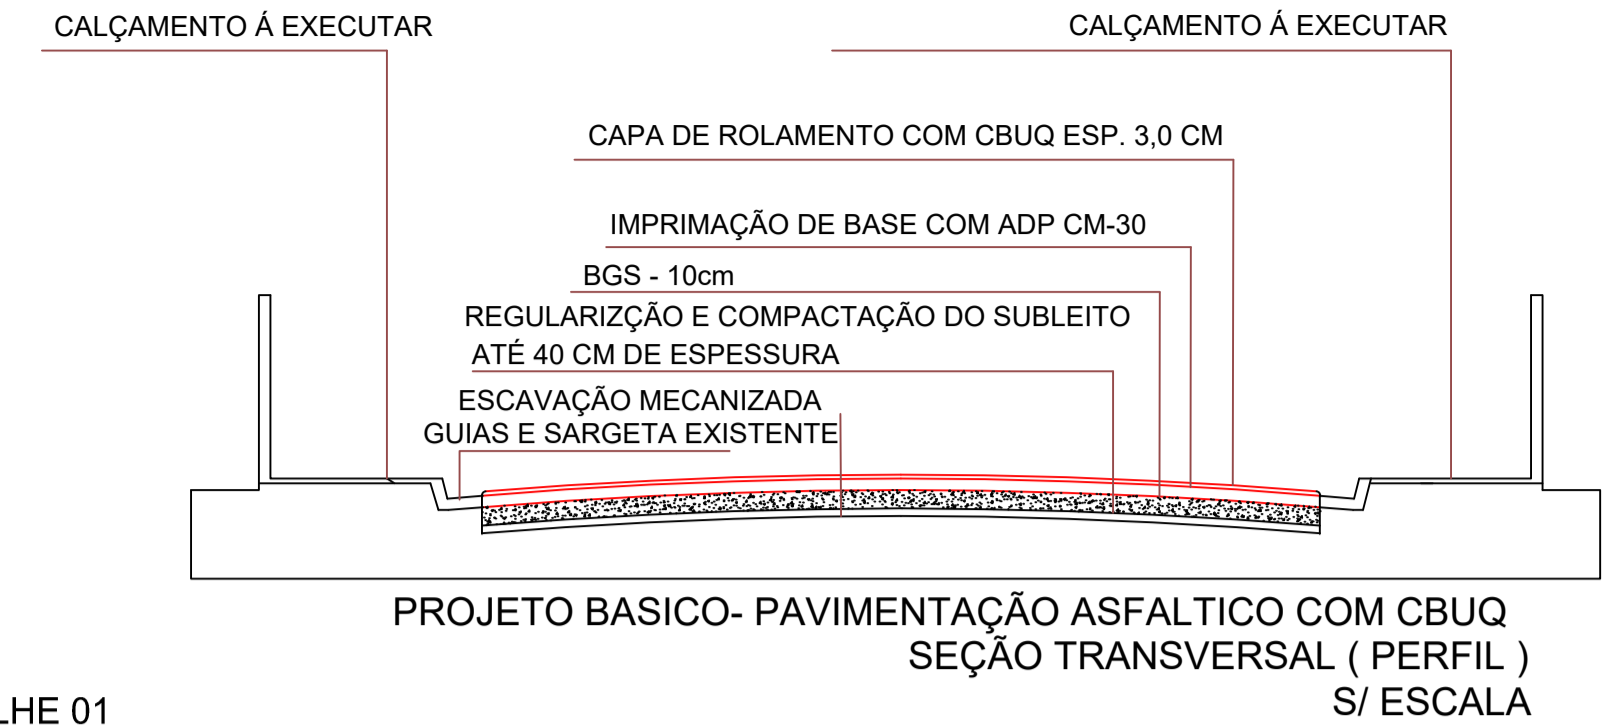 CALÇAMENTO Á EXECUTAR
CALÇAMENTO Á EXECUTAR
CAPA DE ROLAMENTO COM CBUQ ESP. 3,0 CM
IMPRIMAÇÃO DE BASE COM ADP CM-30
BGS - 10cm
REGULARIZÇÃO E COMPACTAÇÃO DO SUBLEITO
ATÉ 40 CM DE ESPESSURA
ESCAVAÇÃO MECANIZADA
GUIAS E SARGETA EXISTENTE
PROJETO BASICO- PAVIMENTAÇÃO ASFALTICO COM CBUQ
SEÇÃO TRANSVERSAL ( PERFIL )
S/ ESCALA
LHE 01